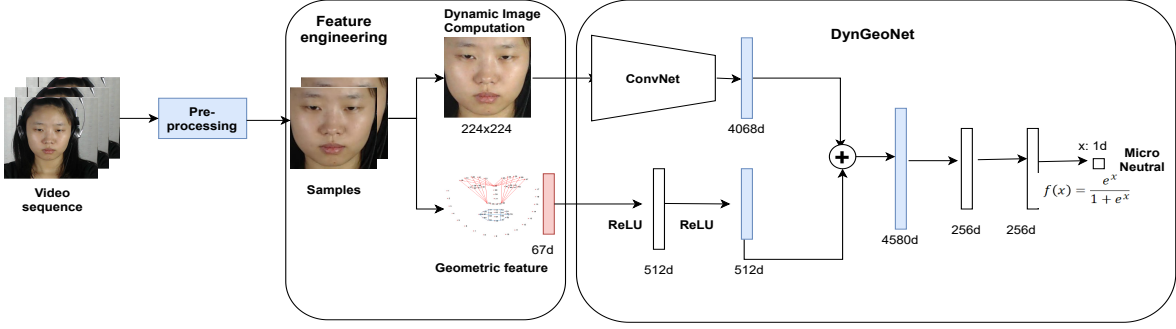 Video
sequence
Pre-
processing
Feature
engineering
Samples
Dynamic Image
Computation
224x224
67d
Geometric feature
DynGeoNet
ConvNet
4068d
ReLU
512d
ReLU
512d
+
4580d
256d
256d
x: 1d
Micro
Neutral
f(x) = e^x / 1 + e^x